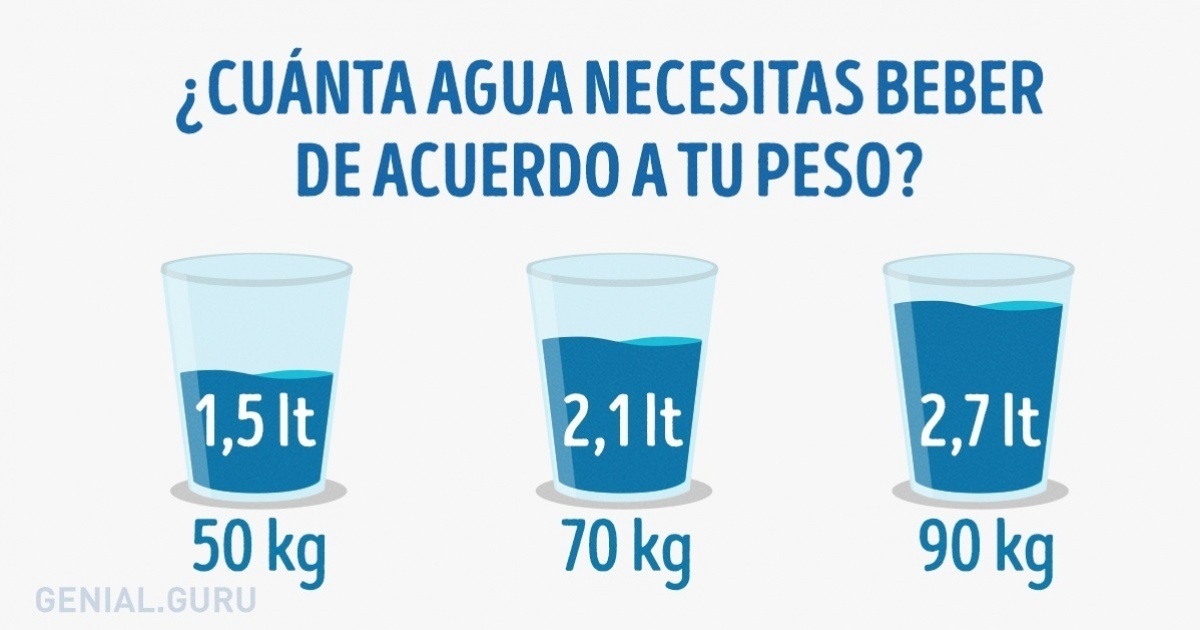 ¿CUÁNTA AGUA NECESITAS BEBER
DE ACUERDO A TU PESO?
1,5 lt
2,1 lt
2,7 lt
50 kg
70 kg
90 kg
GENIAL.GURU